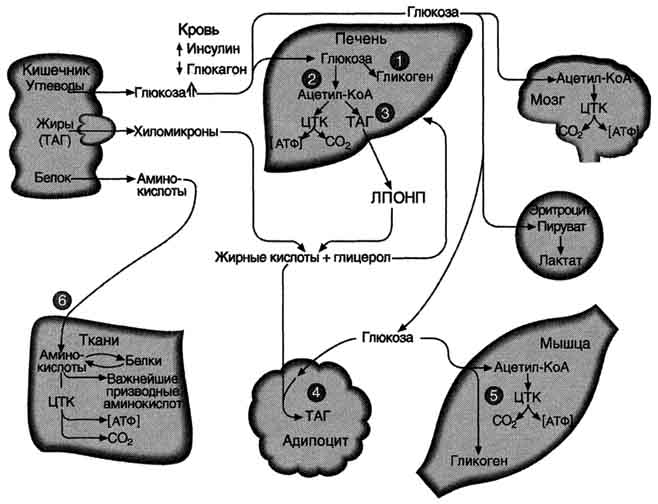 Глюкоза
Кровь
↑ Инсулин
↓ Глюкагон
Кишечник
Углеводы
Глюкоза ↑
Жиры
(ТАГ)
Хиломикроны
Белок
Амино-
кислоты
Печень
Глюкоза
1
Гликоген
2
Ацетил-КоА
3
ЦТК
ТАГ
[АТФ]
CO2
ЛПОНП
Жирные кислоты + глицерол
Ацетил-КоА
Мозг
ЦТК
CO2
[АТФ]
Эритроцит
Пируват
Лактат
6
Ткани
Амино-
кислоты
Белки
Важнейшие
призводные
аминокислот
ЦТК
[АТФ]
CO2
Глюкоза
4
ТАГ
Адипоцит
Мышца
Ацетил-КоА
5
ЦТК
CO2
[АТФ]
Гликоген